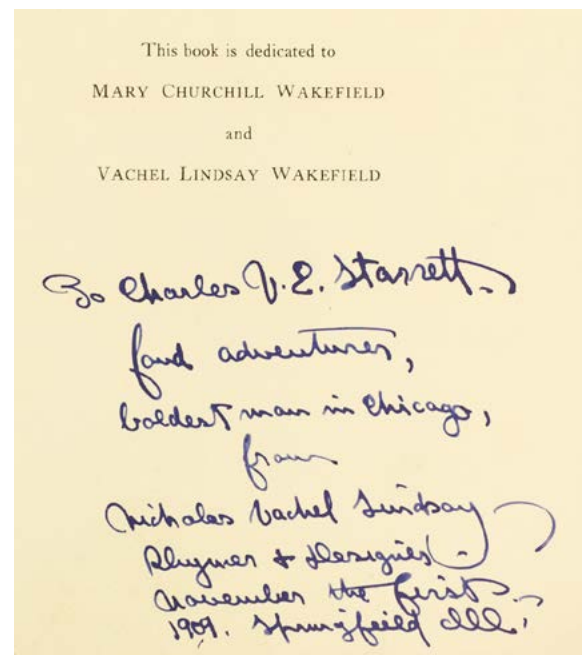 This book is dedicated to
MARY CHURCHILL WAKEFIELD
and
VACHEL LINDSAY WAKEFIELD
To Charles V. E. Starrett.
fond adventurer,
boldest man in Chicago,
from
Nicholas Vachel Lindsay
Rhymer & Designer.
November the first.
1909. Springfield Ill.